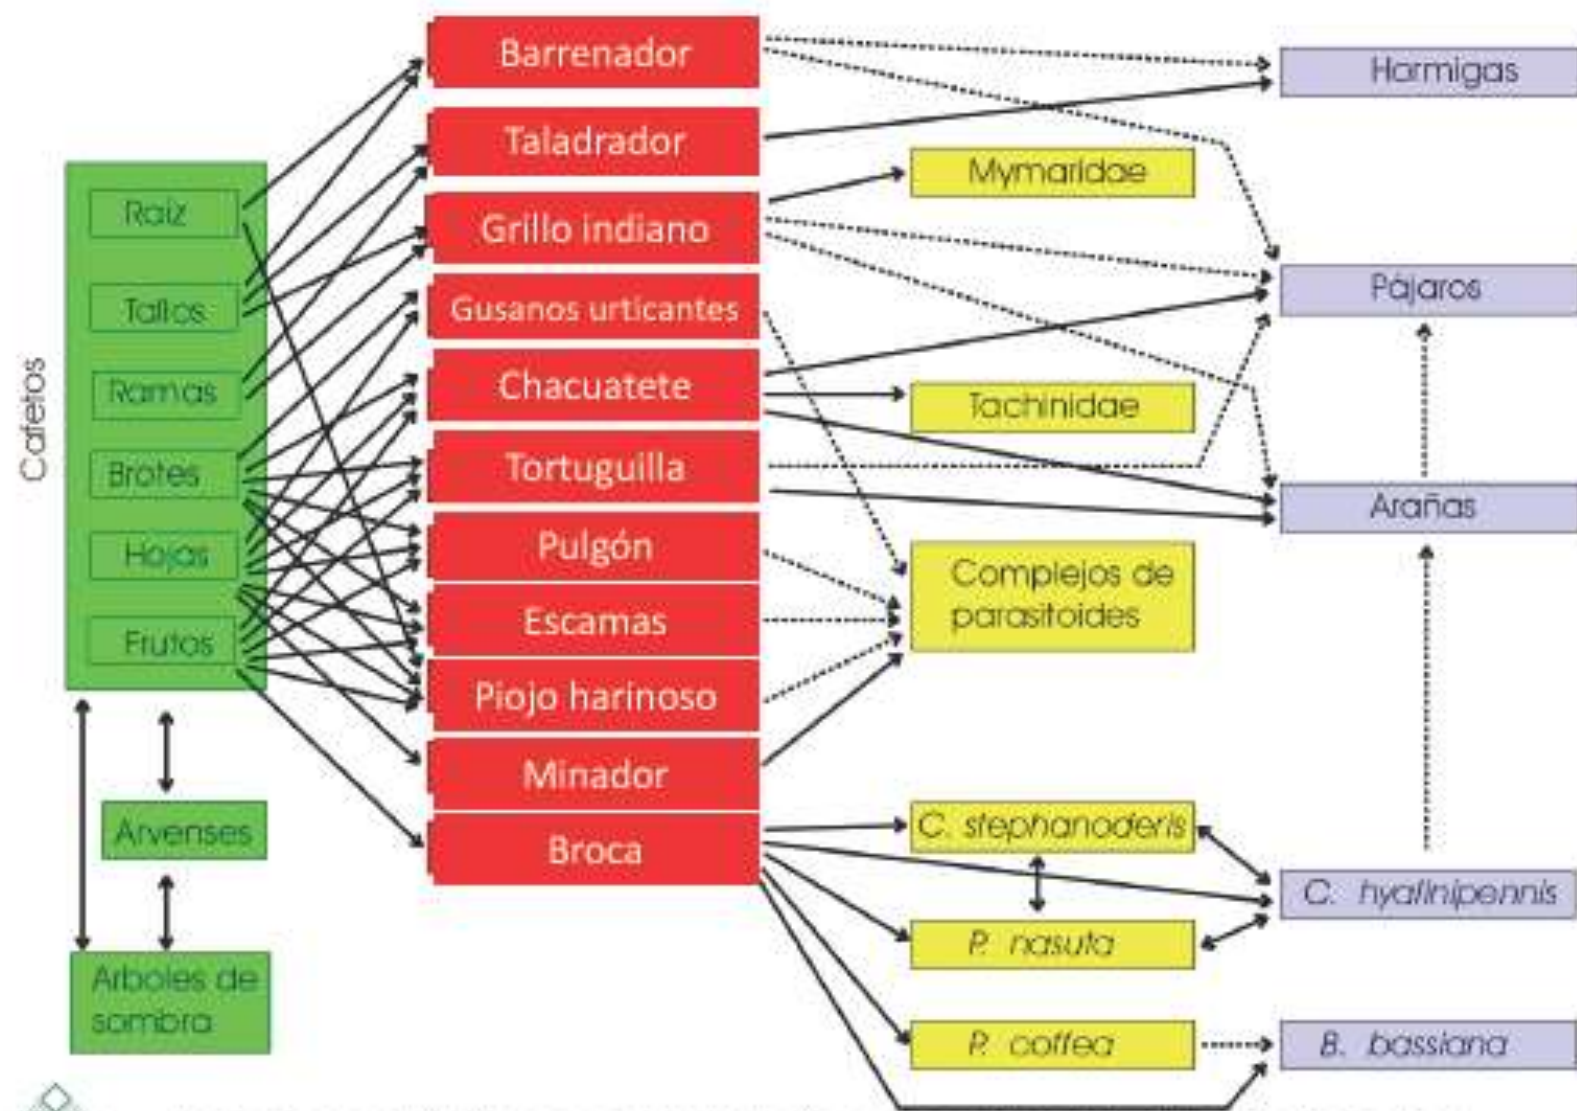 Cafetos
Raíz
Tallos
Ramas
Brotes
Hojas
Frutos
Arvenses
Arboles de
sombra
Barrenador
Taladrador
Grillo indiano
Gusanos urticantes
Chacuatete
Tortuguilla
Pulgón
Escamas
Piojo harinoso
Minador
Broca
Mymaridae
Tachinidae
Complejos de
parasitoides
C. stephanoderis
P. nasuta
P. coffea
Hormigas
Pájaros
Arañas
C. hyalinipennis
B. bassiana